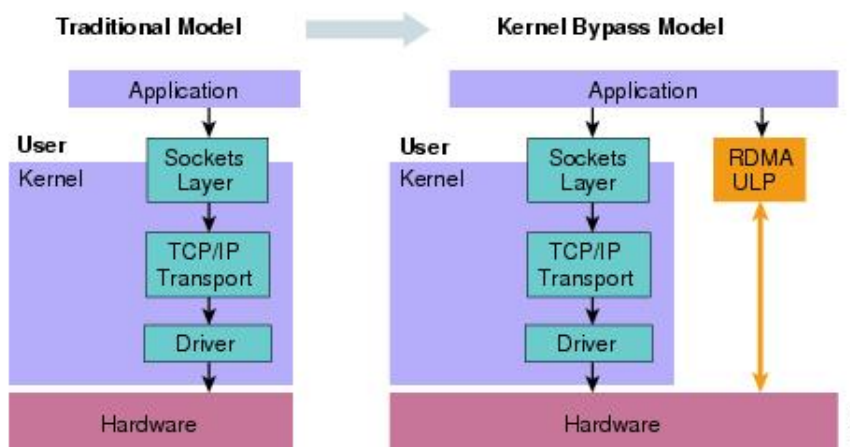 Traditional Model
Kernel Bypass Model
Application
User
Kernel
Sockets
Layer
TCP/IP
Transport
Driver
Hardware
Application
User
Kernel
Sockets
Layer
RDMA
ULP
TCP/IP
Transport
Driver
Hardware